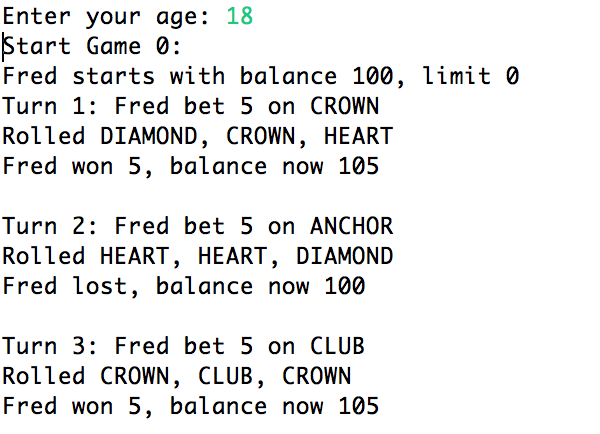 Enter your age: 18
Start Game 0:
Fred starts with balance 100, limit 0
Turn 1: Fred bet 5 on CROWN
Rolled DIAMOND, CROWN, HEART
Fred won 5, balance now 105
Turn 2: Fred bet 5 on ANCHOR
Rolled HEART, HEART, DIAMOND
Fred lost, balance now 100
Turn 3: Fred bet 5 on CLUB
Rolled CROWN, CLUB, CROWN
Fred won 5, balance now 105